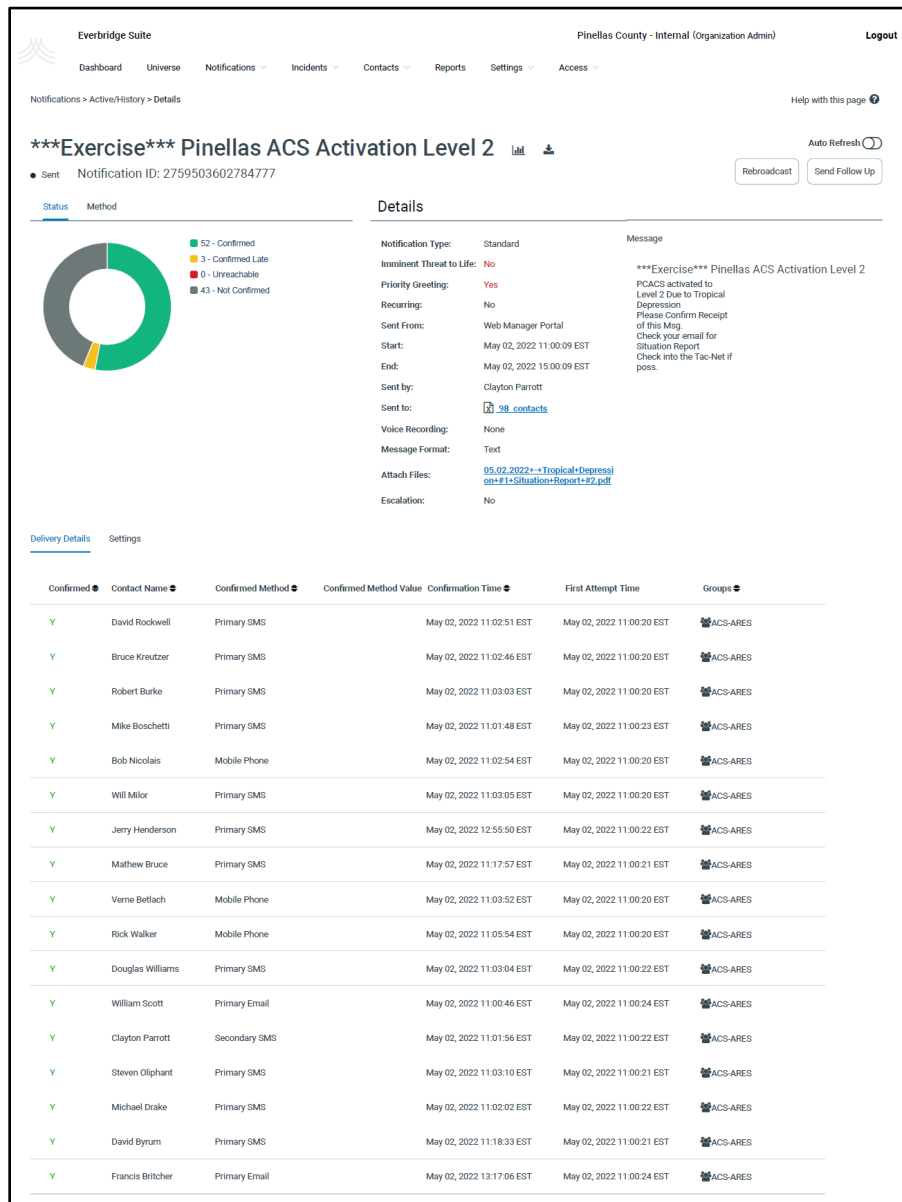 Everbridge Suite
Pinellas County - Internal (Organization Admin)
Logout
Dashboard Universe Notifications Incidents Contacts Reports Settings Access
Notifications > Active/History > Details
Help with this page
***Exercise*** Pinellas ACS Activation Level 2
Auto Refresh
Sent Notification ID: 2759503602784777
Rebroadcast Send Follow Up
Status Method
52 - Confirmed
3 - Confirmed Late
0 - Unreachable
43 - Not Confirmed
Details
Notification Type: Standard
Imminent Threat to Life: No
Priority Greeting: Yes
Recurring: No
Sent From: Web Manager Portal
Start: May 02, 2022 11:00:09 EST
End: May 02, 2022 15:00:09 EST
Sent by: Clayton Parrott
Sent to: 98 contacts
Voice Recording: None
Message Format: Text
Attach Files: 05.02.2022+-+Tropical+Depressi
on+#1+Situation+Report+#2.pdf
Escalation: No
Message
***Exercise*** Pinellas ACS Activation Level 2
PCACS activated to
Level 2 Due to Tropical
Depression
Please Confirm Receipt
of this Msg.
Check your email for
Situation Report
Check into the Tac-Net if
poss.
Delivery Details Settings
Confirmed Contact Name Confirmed Method Confirmed Method Value Confirmation Time First Attempt Time Groups
Y David Rockwell Primary SMS May 02, 2022 11:02:51 EST May 02, 2022 11:00:20 EST ACS-ARES
Y Bruce Kreutzer Primary SMS May 02, 2022 11:02:46 EST May 02, 2022 11:00:20 EST ACS-ARES
Y Robert Burke Primary SMS May 02, 2022 11:03:03 EST May 02, 2022 11:00:20 EST ACS-ARES
Y Mike Boschetti Primary SMS May 02, 2022 11:01:48 EST May 02, 2022 11:00:23 EST ACS-ARES
Y Bob Nicolais Mobile Phone May 02, 2022 11:02:54 EST May 02, 2022 11:00:20 EST ACS-ARES
Y Will Milor Primary SMS May 02, 2022 11:03:05 EST May 02, 2022 11:00:20 EST ACS-ARES
Y Jerry Henderson Primary SMS May 02, 2022 12:55:50 EST May 02, 2022 11:00:22 EST ACS-ARES
Y Mathew Bruce Primary SMS May 02, 2022 11:17:57 EST May 02, 2022 11:00:21 EST ACS-ARES
Y Verne Betlach Mobile Phone May 02, 2022 11:03:52 EST May 02, 2022 11:00:20 EST ACS-ARES
Y Rick Walker Mobile Phone May 02, 2022 11:05:54 EST May 02, 2022 11:00:20 EST ACS-ARES
Y Douglas Williams Primary SMS May 02, 2022 11:03:04 EST May 02, 2022 11:00:22 EST ACS-ARES
Y William Scott Primary Email May 02, 2022 11:00:46 EST May 02, 2022 11:00:24 EST ACS-ARES
Y Clayton Parrott Secondary SMS May 02, 2022 11:01:56 EST May 02, 2022 11:00:22 EST ACS-ARES
Y Steven Oliphant Primary SMS May 02, 2022 11:03:10 EST May 02, 2022 11:00:21 EST ACS-ARES
Y Michael Drake Primary SMS May 02, 2022 11:02:02 EST May 02, 2022 11:00:22 EST ACS-ARES
Y David Byrum Primary SMS May 02, 2022 11:18:33 EST May 02, 2022 11:00:21 EST ACS-ARES
Y Francis Britcher Primary Email May 02, 2022 13:17:06 EST May 02, 2022 11:00:24 EST ACS-ARES